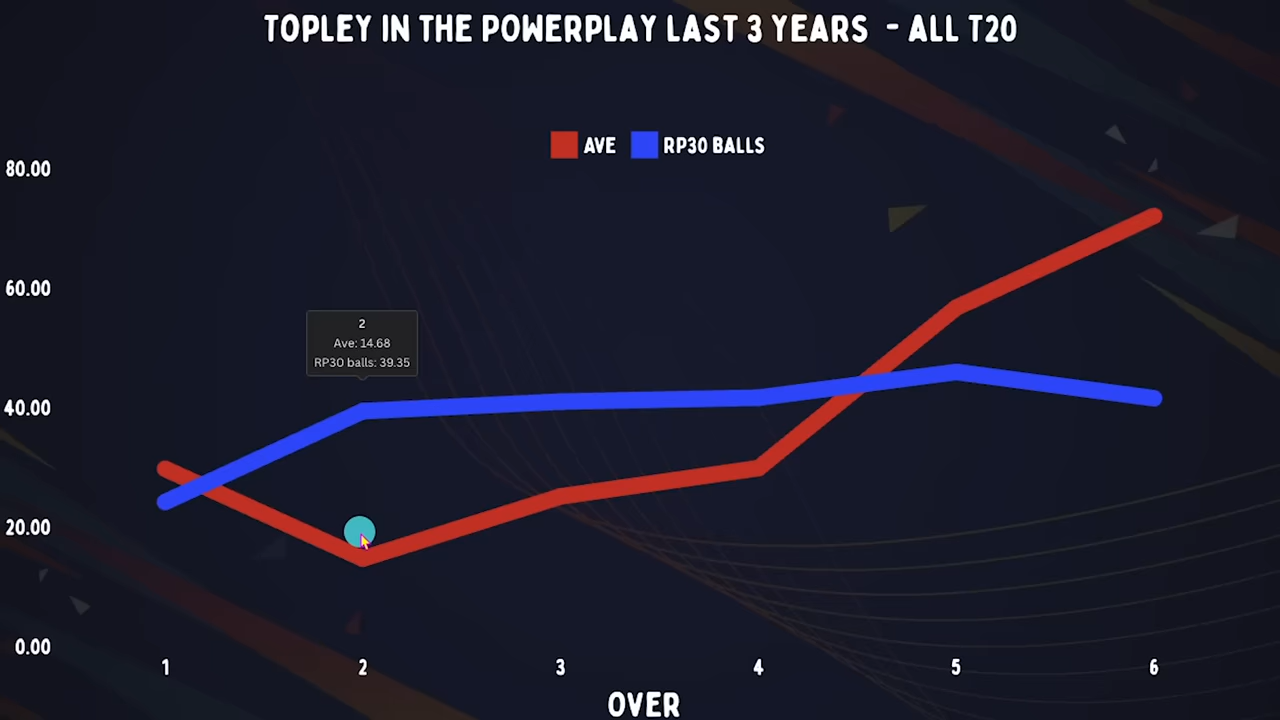 TOPLEY IN THE POWERPLAY LAST 3 YEARS - ALL T20
AVE RP30 BALLS
80.00
60.00
2
Ave: 14.68
RP30 balls: 39.35
40.00
20.00
0.00
1 2 3 4 5 6
OVER